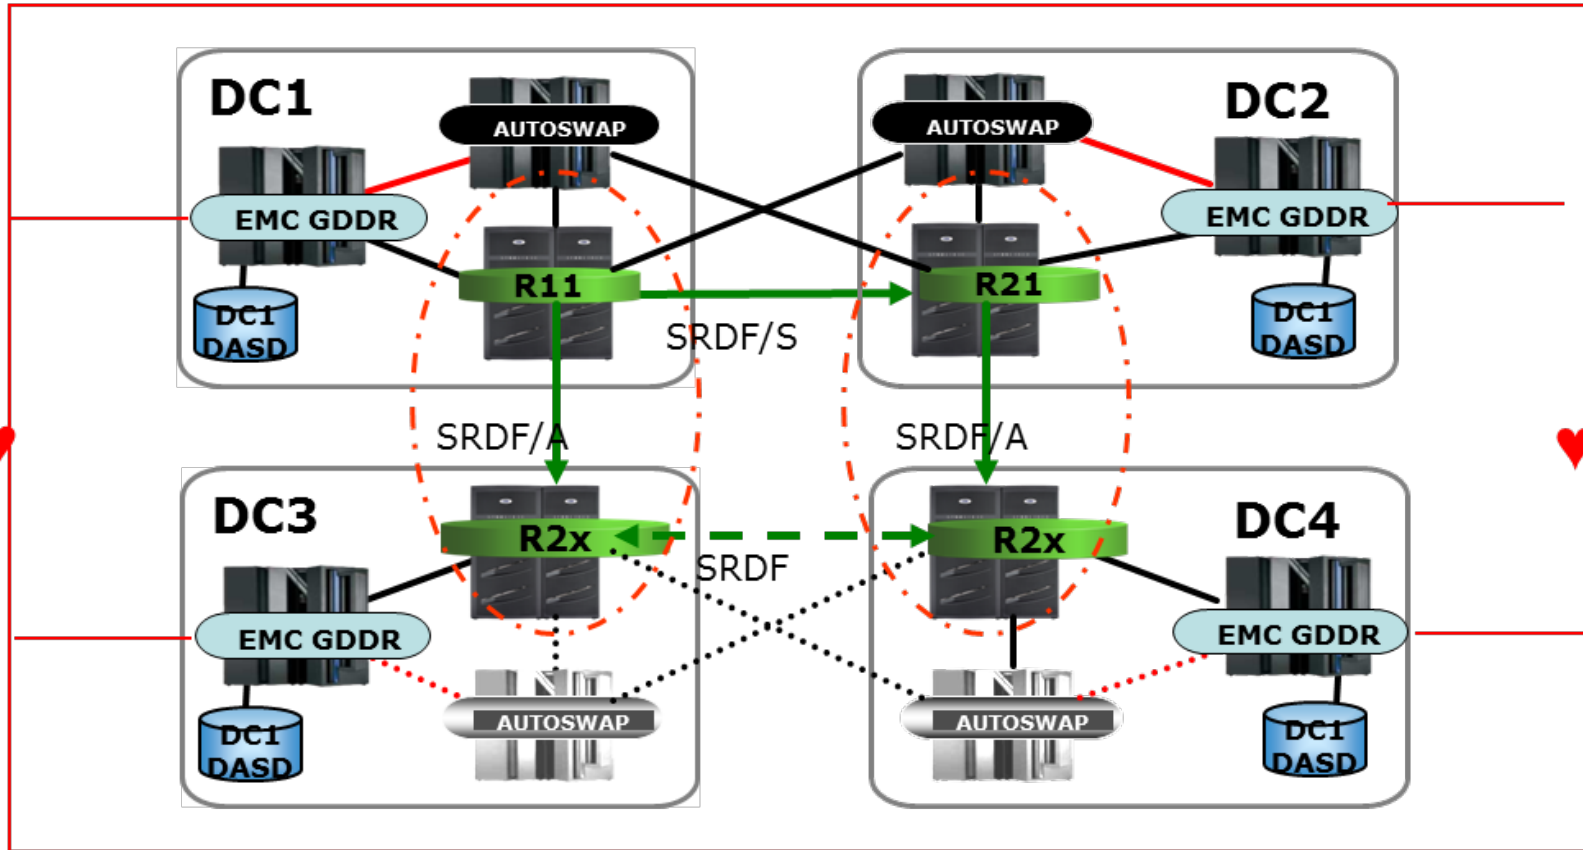 DC1
AUTOSWAP
EMC GDDR
R11
DC1
DASD
AUTOSWAP
DC2
EMC GDDR
R21
DC1
DASD
SRDF/S
SRDF/A
SRDF/A
DC3
R2x
EMC GDDR
AUTOSWAP
DC1
DASD
SRDF
R2x
DC4
EMC GDDR
AUTOSWAP
DC1
DASD